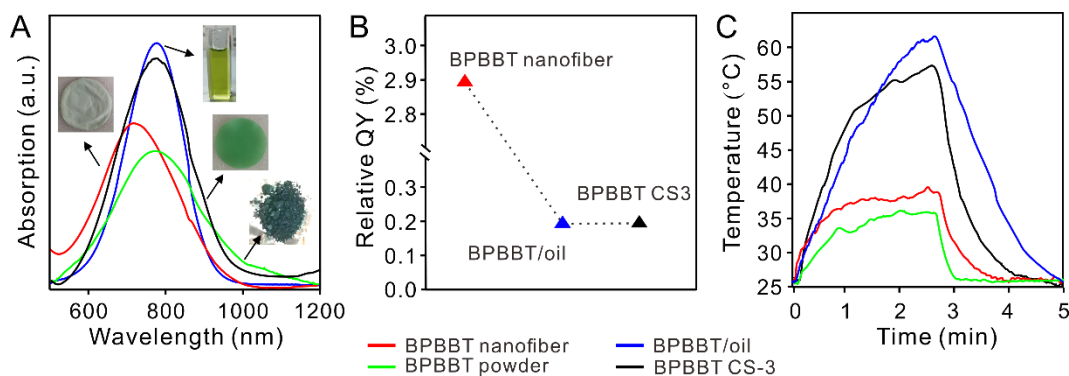 A
Absorption (a.u.)
600
800
1000
1200
Wavelength (nm)
B
Relative QY (%)
3.0
2.9
2.8
0.2
0.1
0.0
BPBBT nanofiber
BPBBT CS3
BPBBT/oil
C
Temperature (°C)
60
55
50
45
40
35
30
25
0
1
2
3
4
5
Time (min)
BPBBT nanofiber
BPBBT/oil
BPBBT powder
BPBBT CS-3